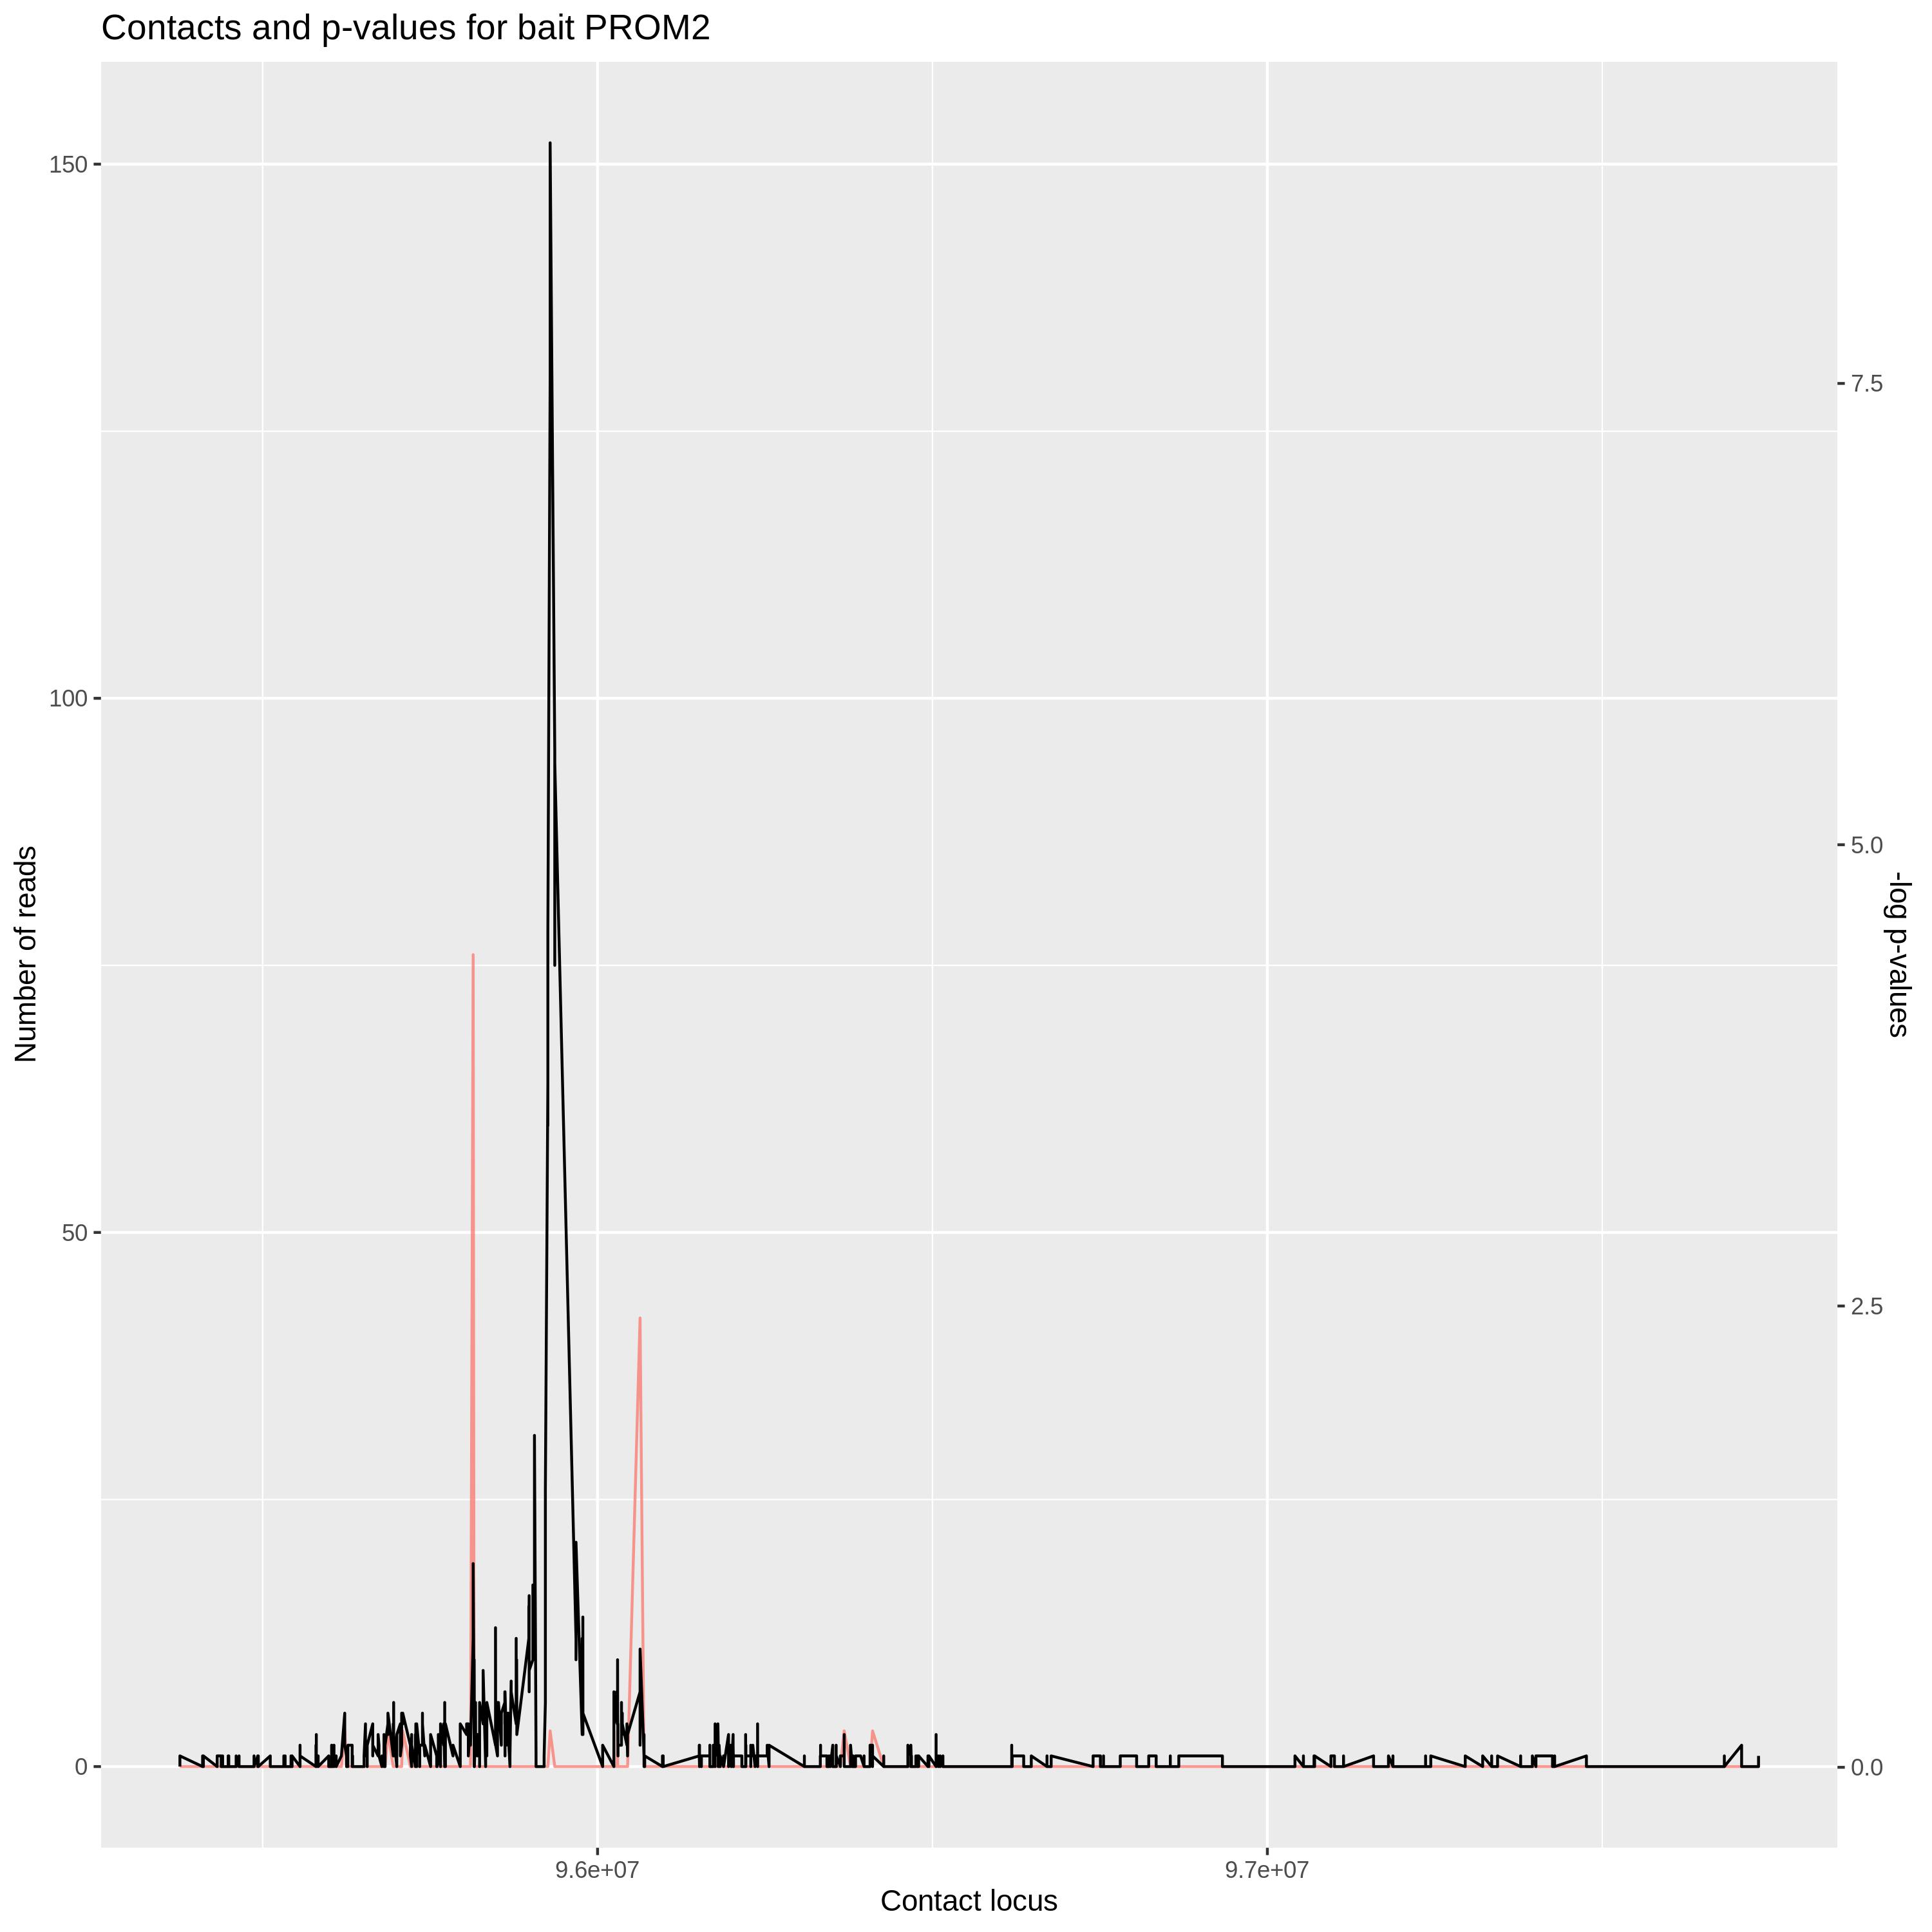 Contacts and p-values for bait PROM2
150
100
50
0
Number of reads
7.5
5.0
2.5
0.0
-log p-values
9.6e+07
9.7e+07
Contact locus